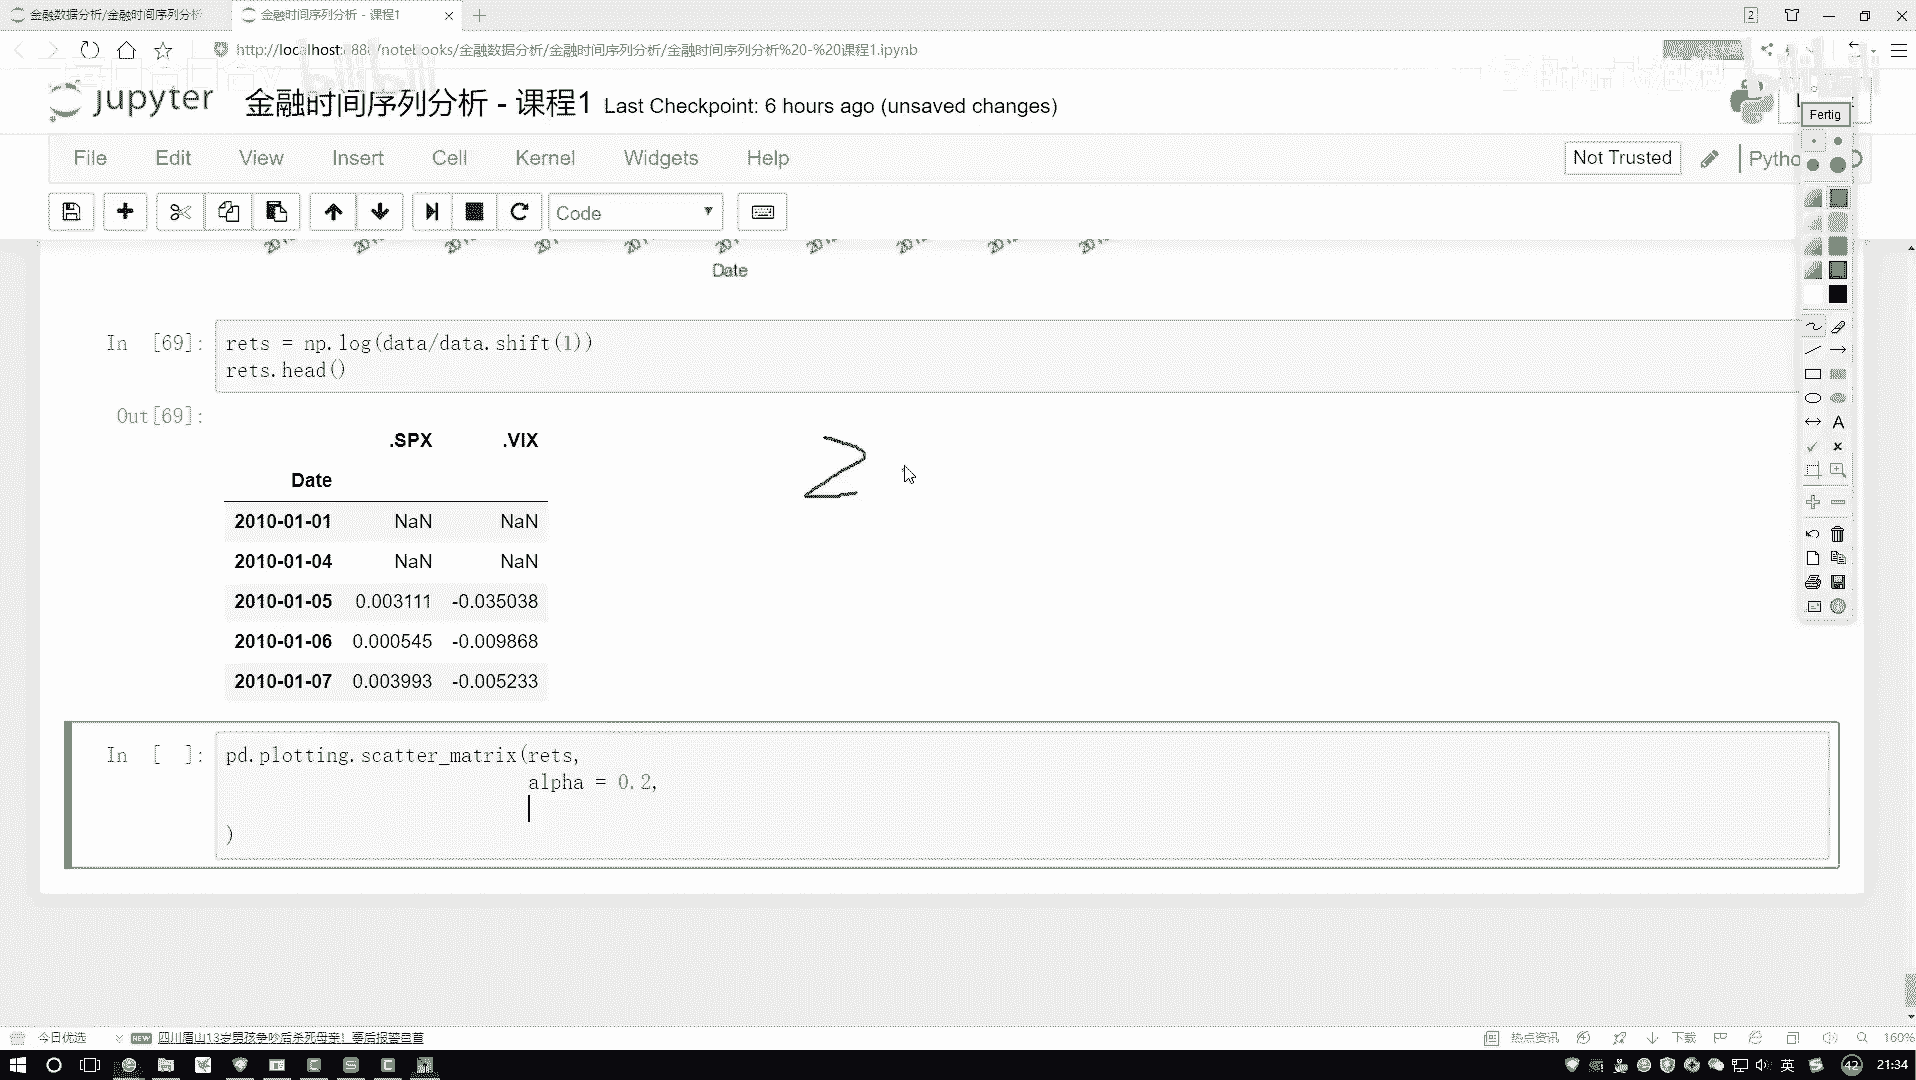 金融数据分析/金融时间序列分析
金融时间序列分析 - 课程1
2
http://localhost:888/notebooks/金融数据分析/金融时间序列分析/金融时间序列分析%20-%20课程1.ipynb
jupyter 金融时间序列分析 - 课程1 Last Checkpoint: 6 hours ago (unsaved changes)
Fertig
File Edit View Insert Cell Kernel Widgets Help
Not Trusted
Pytho
Code
Date
In [69]:
rets = np.log(data/data.shift(1))
rets.head()
Out[69]:
.SPX .VIX
Date
2010-01-01 NaN NaN
2010-01-04 NaN NaN
2010-01-05 0.003111 -0.035038
2010-01-06 0.000545 -0.009868
2010-01-07 0.003993 -0.005233
2
In [ ]:
pd.plotting.scatter_matrix(rets,
alpha = 0.2,
)
A
今日优选
NEW 四川眉山13岁男孩争吵后杀死母亲！
热点资讯
下载
160%
英
42
21:34